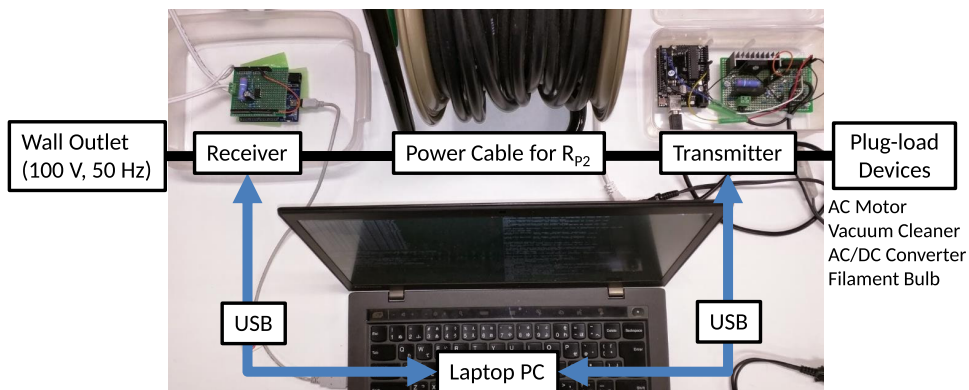 Wall Outlet
(100 V, 50 Hz)
Receiver
Power Cable for RP2
Transmitter
Plug-load
Devices
AC Motor
Vacuum Cleaner
AC/DC Converter
Filament Bulb
USB
USB
Laptop PC